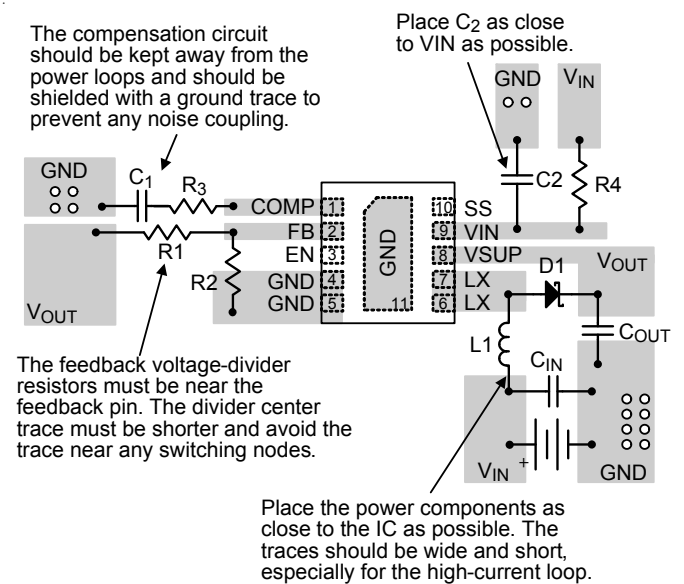 The compensation circuit
should be kept away from the
power loops and should be
shielded with a ground trace to
prevent any noise coupling.
Place C2 as close
to VIN as possible.
GND
VIN
GND
C1
R3
C2
R4
COMP 1
10 SS
FB 2
9 VIN
R1
EN 3
8 VSUP
GND
D1
VOUT
R2
GND 4
7 LX
GND 5
11
6 LX
VOUT
COUT
L1
CIN
The feedback voltage-divider
resistors must be near the
feedback pin. The divider center
trace must be shorter and avoid the
trace near any switching nodes.
VIN
+
GND
Place the power components as
close to the IC as possible. The
traces should be wide and short,
especially for the high-current loop.